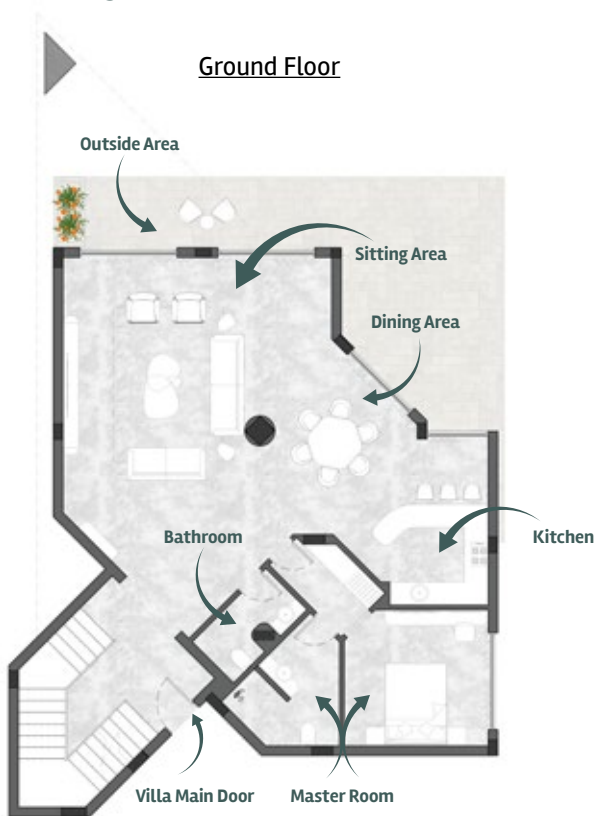 Ground Floor
Outside Area
Sitting Area
Dining Area
Bathroom
Kitchen
Villa Main Door
Master Room